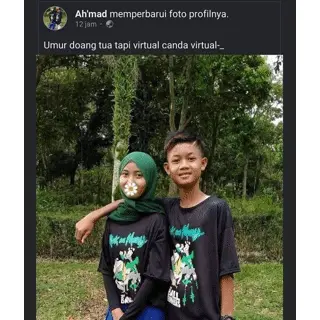 Ah'mad memperbarui foto profilnya.
12 jam
Umur doang tua tapi virtual canda virtual-_